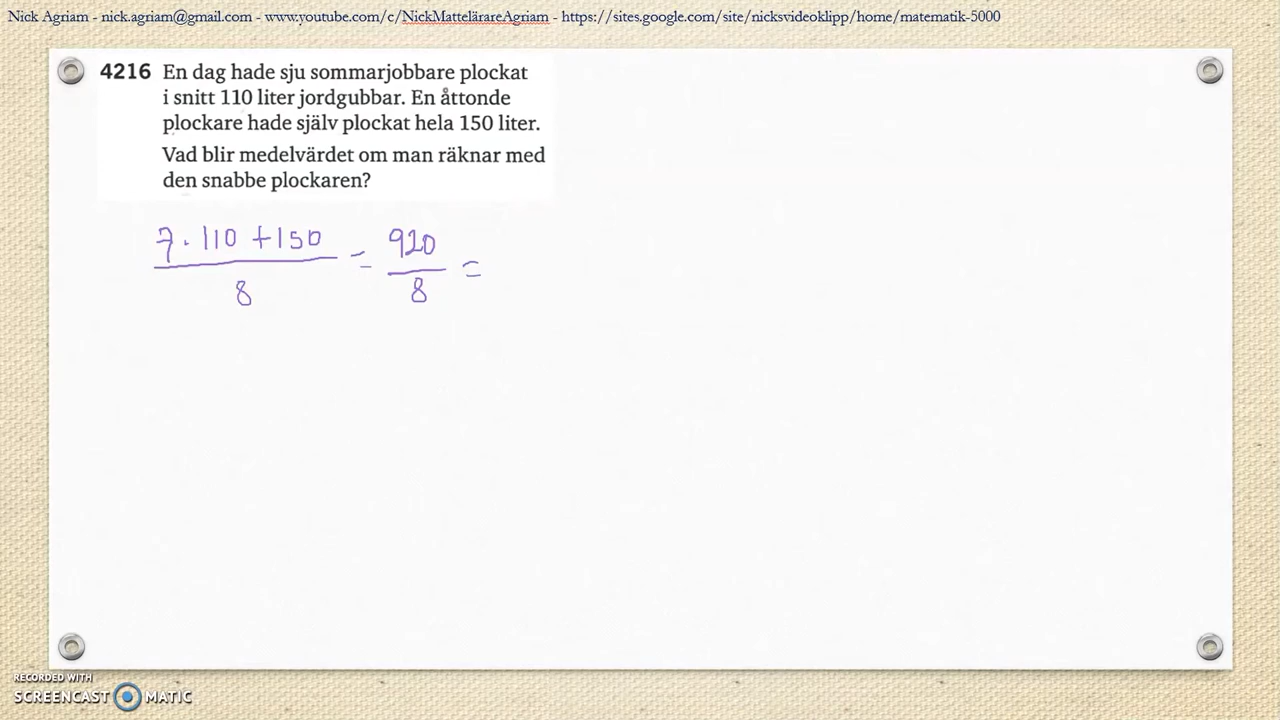 Nick Agriam - nick.agriam@gmail.com - www.youtube.com/c/NickMattelärareAgriam - https://sites.google.com/site/nicksvideoklipp/home/matematik-5000
4216 En dag hade sju sommarjobbare plockat
i snitt 110 liter jordgubbar. En åttonde
plockare hade själv plockat hela 150 liter.
Vad blir medelvärdet om man räknar med
den snabbe plockaren?
7 · 110 + 150
8
=
920
8
=
RECORDED WITH
SCREENCAST MATIC